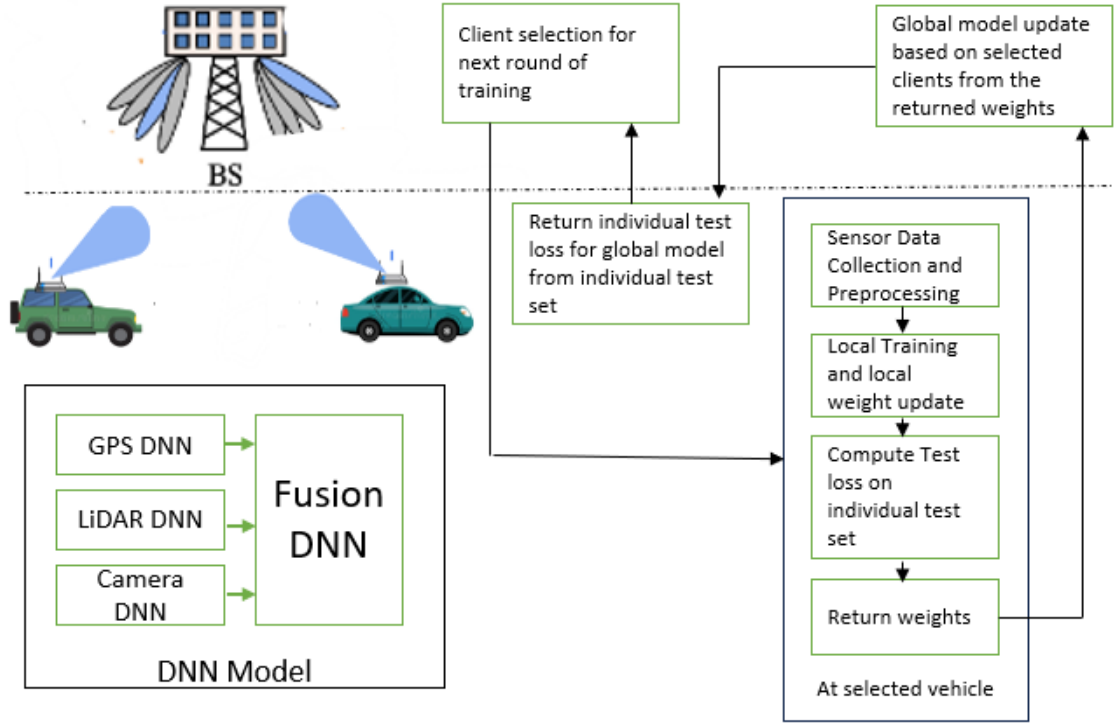 Client selection for
next round of
training
Global model update
based on selected
clients from the
returned weights
BS
Return individual test
loss for global model
from individual test
set
Sensor Data
Collection and
Preprocessing
Local Training
and local
weight update
Compute Test
loss on
individual test
set
Return weights
At selected vehicle
GPS DNN
LiDAR DNN
Camera
DNN
Fusion
DNN
DNN Model